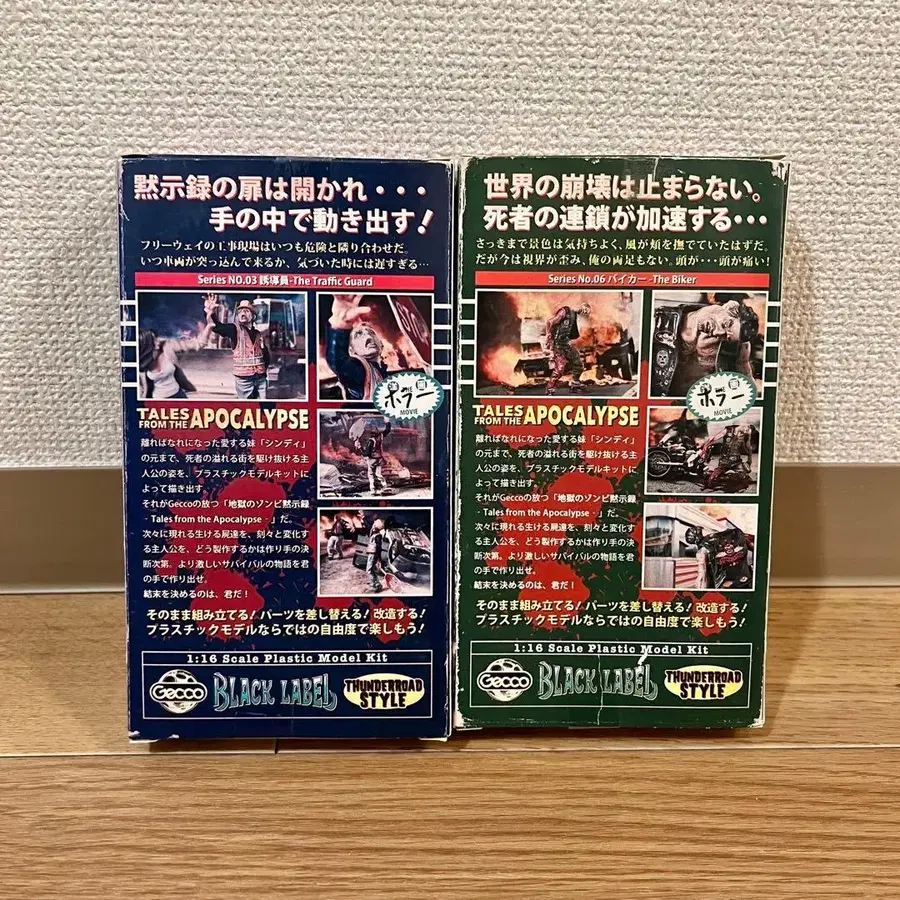 黙示録の扉は開かれ・・・
手の中で動き出す！
フリーウェイの工事現場はいつも危険と隣り合わせだ。
いつ車両が突っ込んで来るか、気づいた時には遅すぎる…
Series NO.03 誘導員-The Traffic Guard
ホラー
MOVIE
TALES
FROM THE APOCALYPSE
離ればなれになった愛する妹「シンディ」
の元まで、死者の溢れる街を駆け抜ける主
人公の姿を、プラスチックモデルキットに
よって描き出す。
それがGeccoの放つ「地獄のゾンビ黙示録
- Tales from the Apocalypse - 」だ。
次々に現れる生ける屍達を、刻々と変化す
る主人公を、どう製作するかは作り手の決
断次第。より激しいサバイバルの物語を君
の手で作り出せ。
結末を決めるのは、君だ！
そのまま組み立てる！パーツを差し替える！改造する！
プラスチックモデルならではの自由度で楽しもう！
1:16 Scale Plastic Model Kit
Gecco
BLACK LABEL
THUNDERROAD
STYLE
世界の崩壊は止まらない。
死者の連鎖が加速する・・・
さっきまで景色は気持ちよく、風が頬を撫でていたはずだ。
だが今は視界が歪み、俺の両足もない。頭が…頭が痛い！
Series No.06 バイカー -The Biker
ホラー
MOVIE
TALES
FROM THE APOCALYPSE
離ればなれになった愛する妹「シンディ」
の元まで、死者の溢れる街を駆け抜ける主
人公の姿を、プラスチックモデルキットに
よって描き出す。
それがGeccoの放つ「地獄のゾンビ黙示録
- Tales from the Apocalypse - 」だ。
次々に現れる生ける屍達を、刻々と変化す
る主人公を、どう製作するかは作り手の決
断次第。より激しいサバイバルの物語を君
の手で作り出せ。
結末を決めるのは、君だ！
そのまま組み立てる！パーツを差し替える！改造する！
プラスチックモデルならではの自由度で楽しもう！
1:16 Scale Plastic Model Kit
Gecco
BLACK LABEL
THUNDERROAD
STYLE